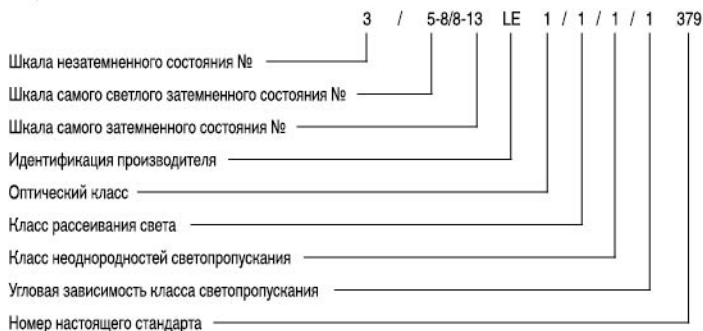 3 / 5-8/8-13 LE 1 / 1 / 1 / 1 379
Шкала незатемненного состояния №
Шкала самого светлого затемненного состояния №
Шкала самого затемненного состояния №
Идентификация производителя
Оптический класс
Класс рассеивания света
Класс неоднородностей светопропускания
Угловая зависимость класса светопропускания
Номер настоящего стандарта